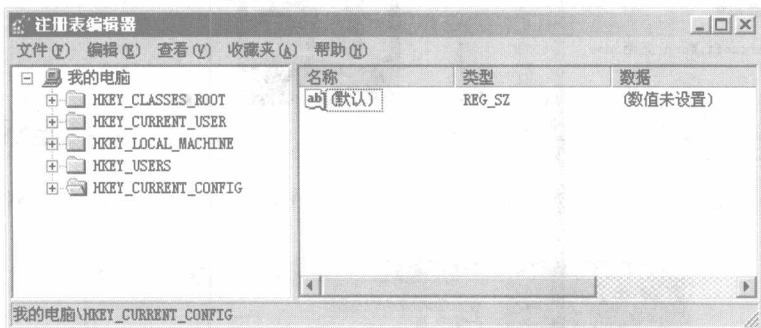 注册表编辑器
文件(F) 编辑(E) 查看(V) 收藏夹(A) 帮助(H)
我的电脑
HKEY_CLASSES_ROOT
HKEY_CURRENT_USER
HKEY_LOCAL_MACHINE
HKEY_USERS
HKEY_CURRENT_CONFIG
名称 类型 数据
ab (默认) REG_SZ (数值未设置)
我的电脑\HKEY_CURRENT_CONFIG